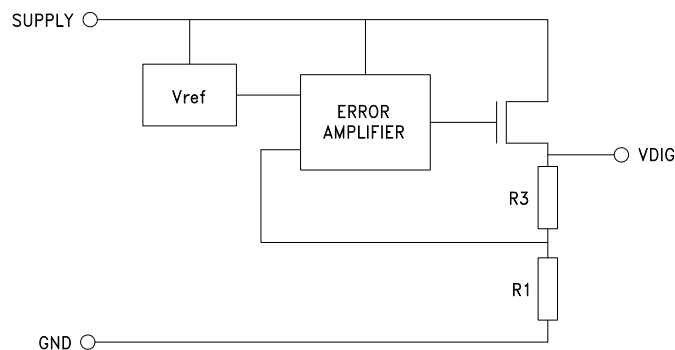 SUPPLY
Vref
ERROR
AMPLIFIER
VDIG
R3
R1
GND